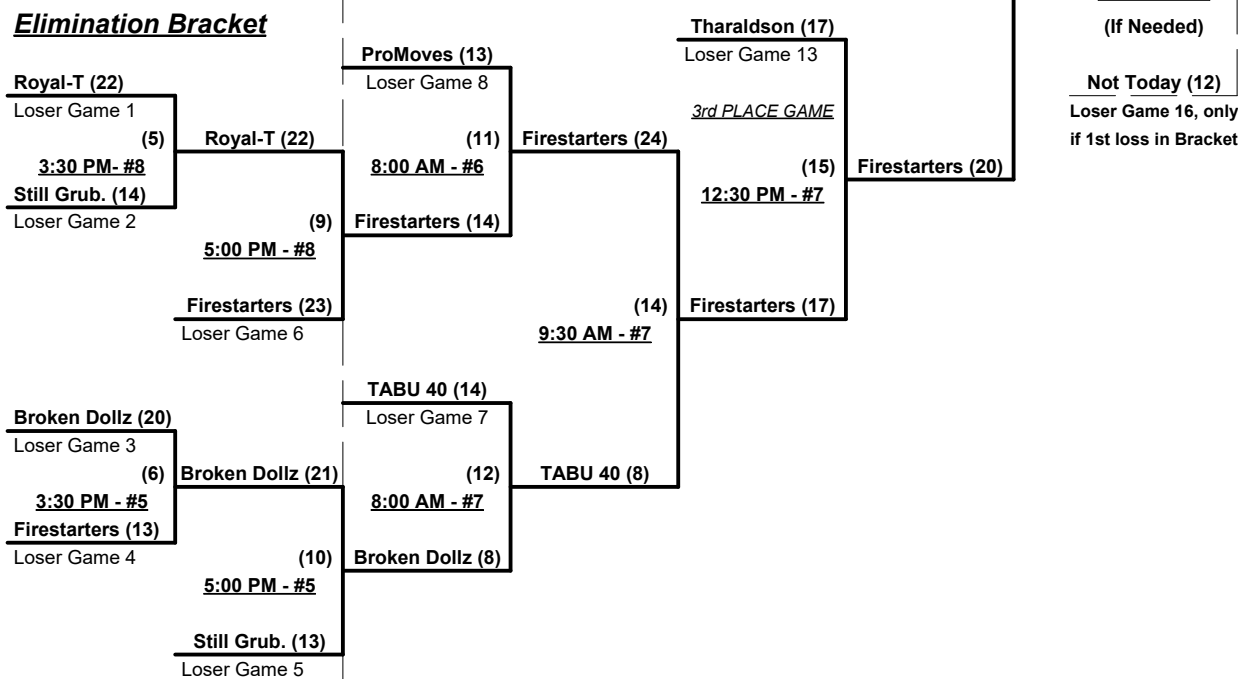 Elimination Bracket
Tharaldson (17)
(If Needed)
ProMoves (13)
Loser Game 13
Royal-T (22)
Loser Game 8
Not Today (12)
Loser Game 1
3rd PLACE GAME
Loser Game 16, only
(5)
Royal-T (22)
(11)
Firestarters (24)
if 1st loss in Bracket
3:30 PM- #8
8:00 AM - #6
(15)
Firestarters (20)
Still Grub. (14)
12:30 PM - #7
Loser Game 2
(9)
Firestarters (14)
5:00 PM - #8
Firestarters (23)
(14)
Firestarters (17)
Loser Game 6
9:30 AM - #7
TABU 40 (14)
Broken Dollz (20)
Loser Game 7
Loser Game 3
(6)
Broken Dollz (21)
(12)
TABU 40 (8)
3:30 PM - #5
8:00 AM - #7
Firestarters (13)
Loser Game 4
(10)
Broken Dollz (8)
5:00 PM - #5
Still Grub. (13)
Loser Game 5